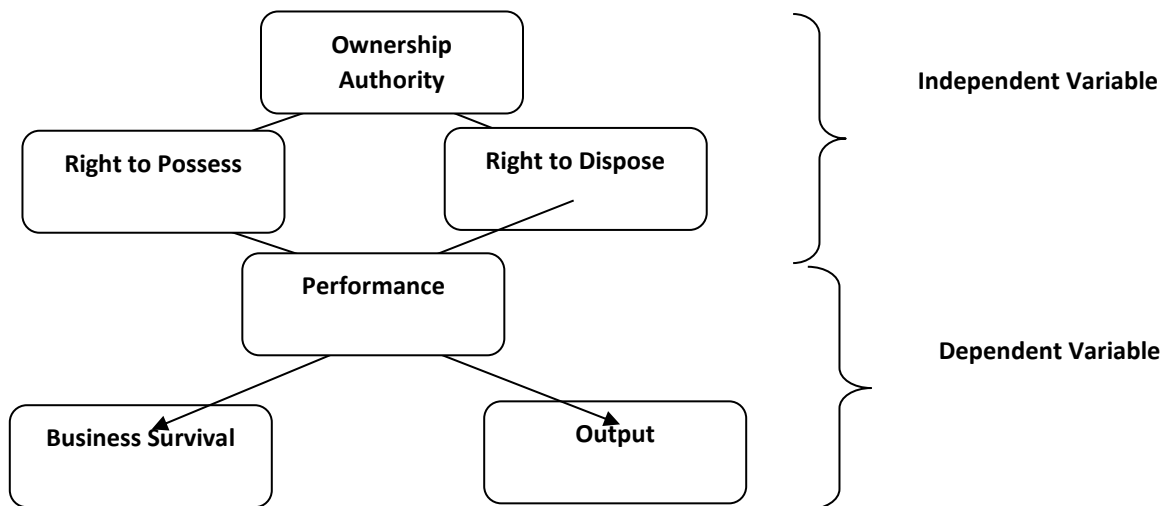 Ownership
Authority
Independent Variable
Right to Possess
Right to Dispose
Performance
Dependent Variable
Business Survival
Output